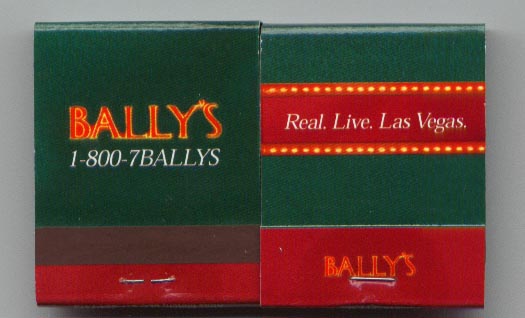 BALLY'S
1-800-7BALLYS
Real. Live. Las Vegas.
BALLY'S